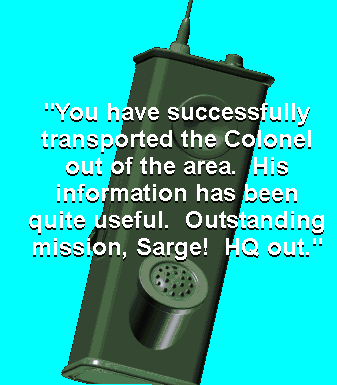 "You have successfully
transported the Colonel
out of the area.  His
information has been
quite useful.  Outstanding
mission, Sarge!  HQ out."